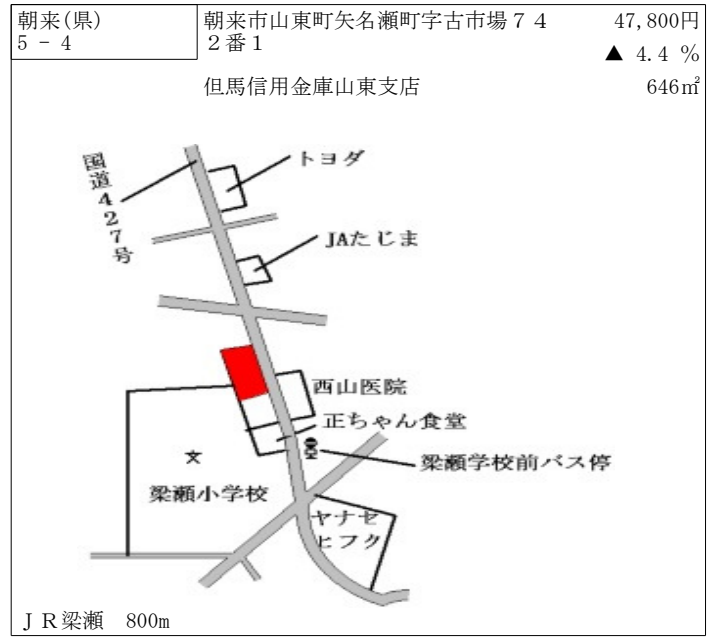 朝来(県)
5 - 4
朝来市山東町矢名瀬町字古市場７４
２番１
47,800円
▲ 4.4 %
但馬信用金庫山東支店
646㎡
国道427号
トヨダ
JAたじま
西山医院
正ちゃん食堂
梁瀬学校前バス停
文
梁瀬小学校
ヤナセ
ヒフク
ＪＲ梁瀬　800m